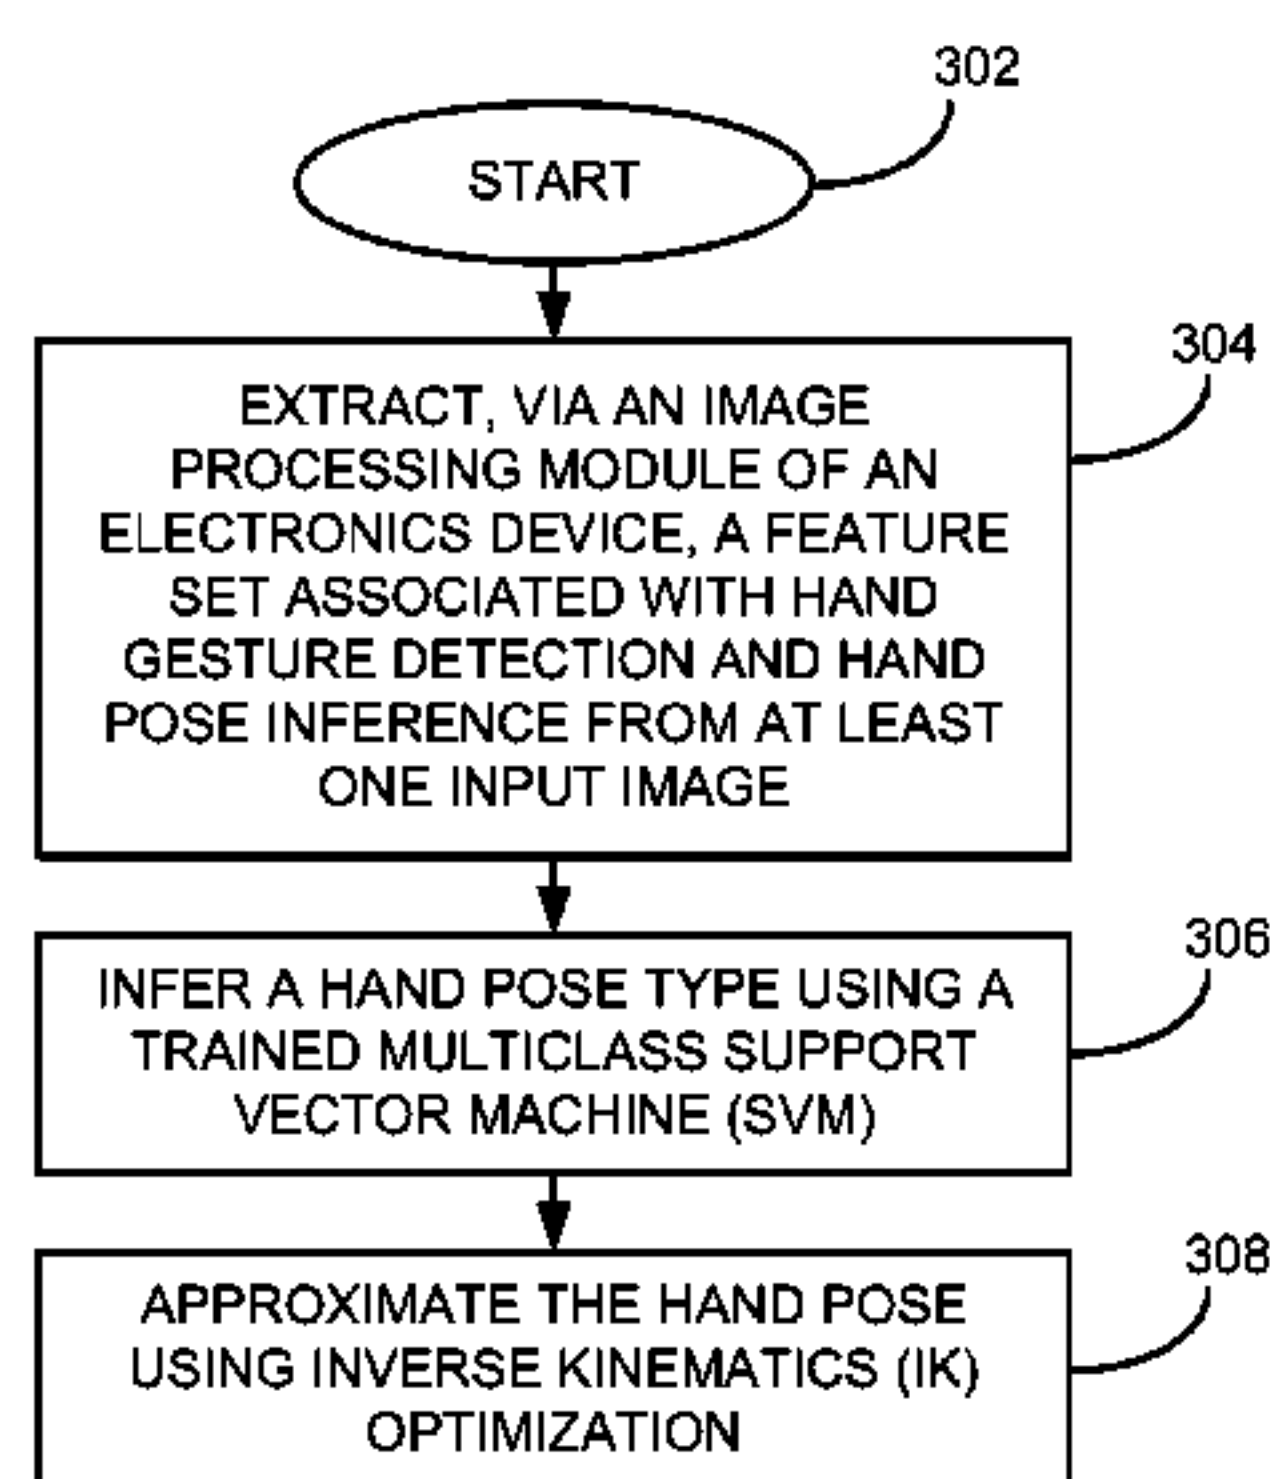 302
START
304
EXTRACT, VIA AN IMAGE
PROCESSING MODULE OF AN
ELECTRONICS DEVICE, A FEATURE
SET ASSOCIATED WITH HAND
GESTURE DETECTION AND HAND
POSE INFERENCE FROM AT LEAST
ONE INPUT IMAGE
306
INFER A HAND POSE TYPE USING A
TRAINED MULTICLASS SUPPORT
VECTOR MACHINE (SVM)
308
APPROXIMATE THE HAND POSE
USING INVERSE KINEMATICS (IK)
OPTIMIZATION